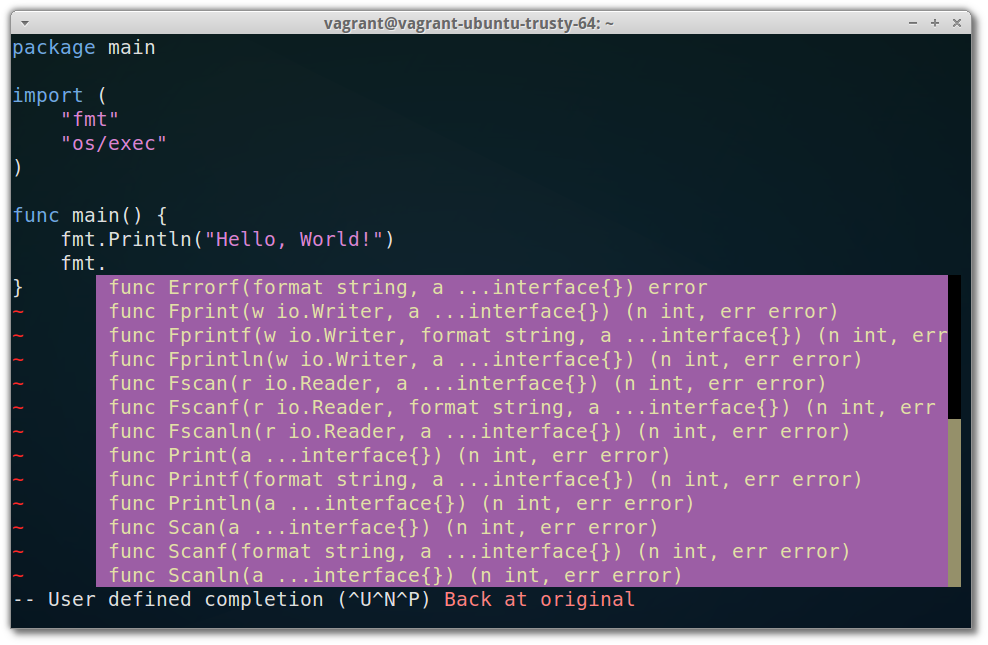 vagrant@vagrant-ubuntu-trusty-64: ~
package main
import (
"fmt"
"os/exec"
)
func main() {
fmt.Println("Hello, World!")
fmt.
} func Errorf(format string, a ...interface{}) error
~ func Fprint(w io.Writer, a ...interface{}) (n int, err error)
~ func Fprintf(w io.Writer, format string, a ...interface{}) (n int, err
~ func Fprintln(w io.Writer, a ...interface{}) (n int, err error)
~ func Fscan(r io.Reader, a ...interface{}) (n int, err error)
~ func Fscanf(r io.Reader, format string, a ...interface{}) (n int, err
~ func Fscanln(r io.Reader, a ...interface{}) (n int, err error)
~ func Print(a ...interface{}) (n int, err error)
~ func Printf(format string, a ...interface{}) (n int, err error)
~ func Println(a ...interface{}) (n int, err error)
~ func Scan(a ...interface{}) (n int, err error)
~ func Scanf(format string, a ...interface{}) (n int, err error)
~ func Scanln(a ...interface{}) (n int, err error)
-- User defined completion (^U^N^P) Back at original